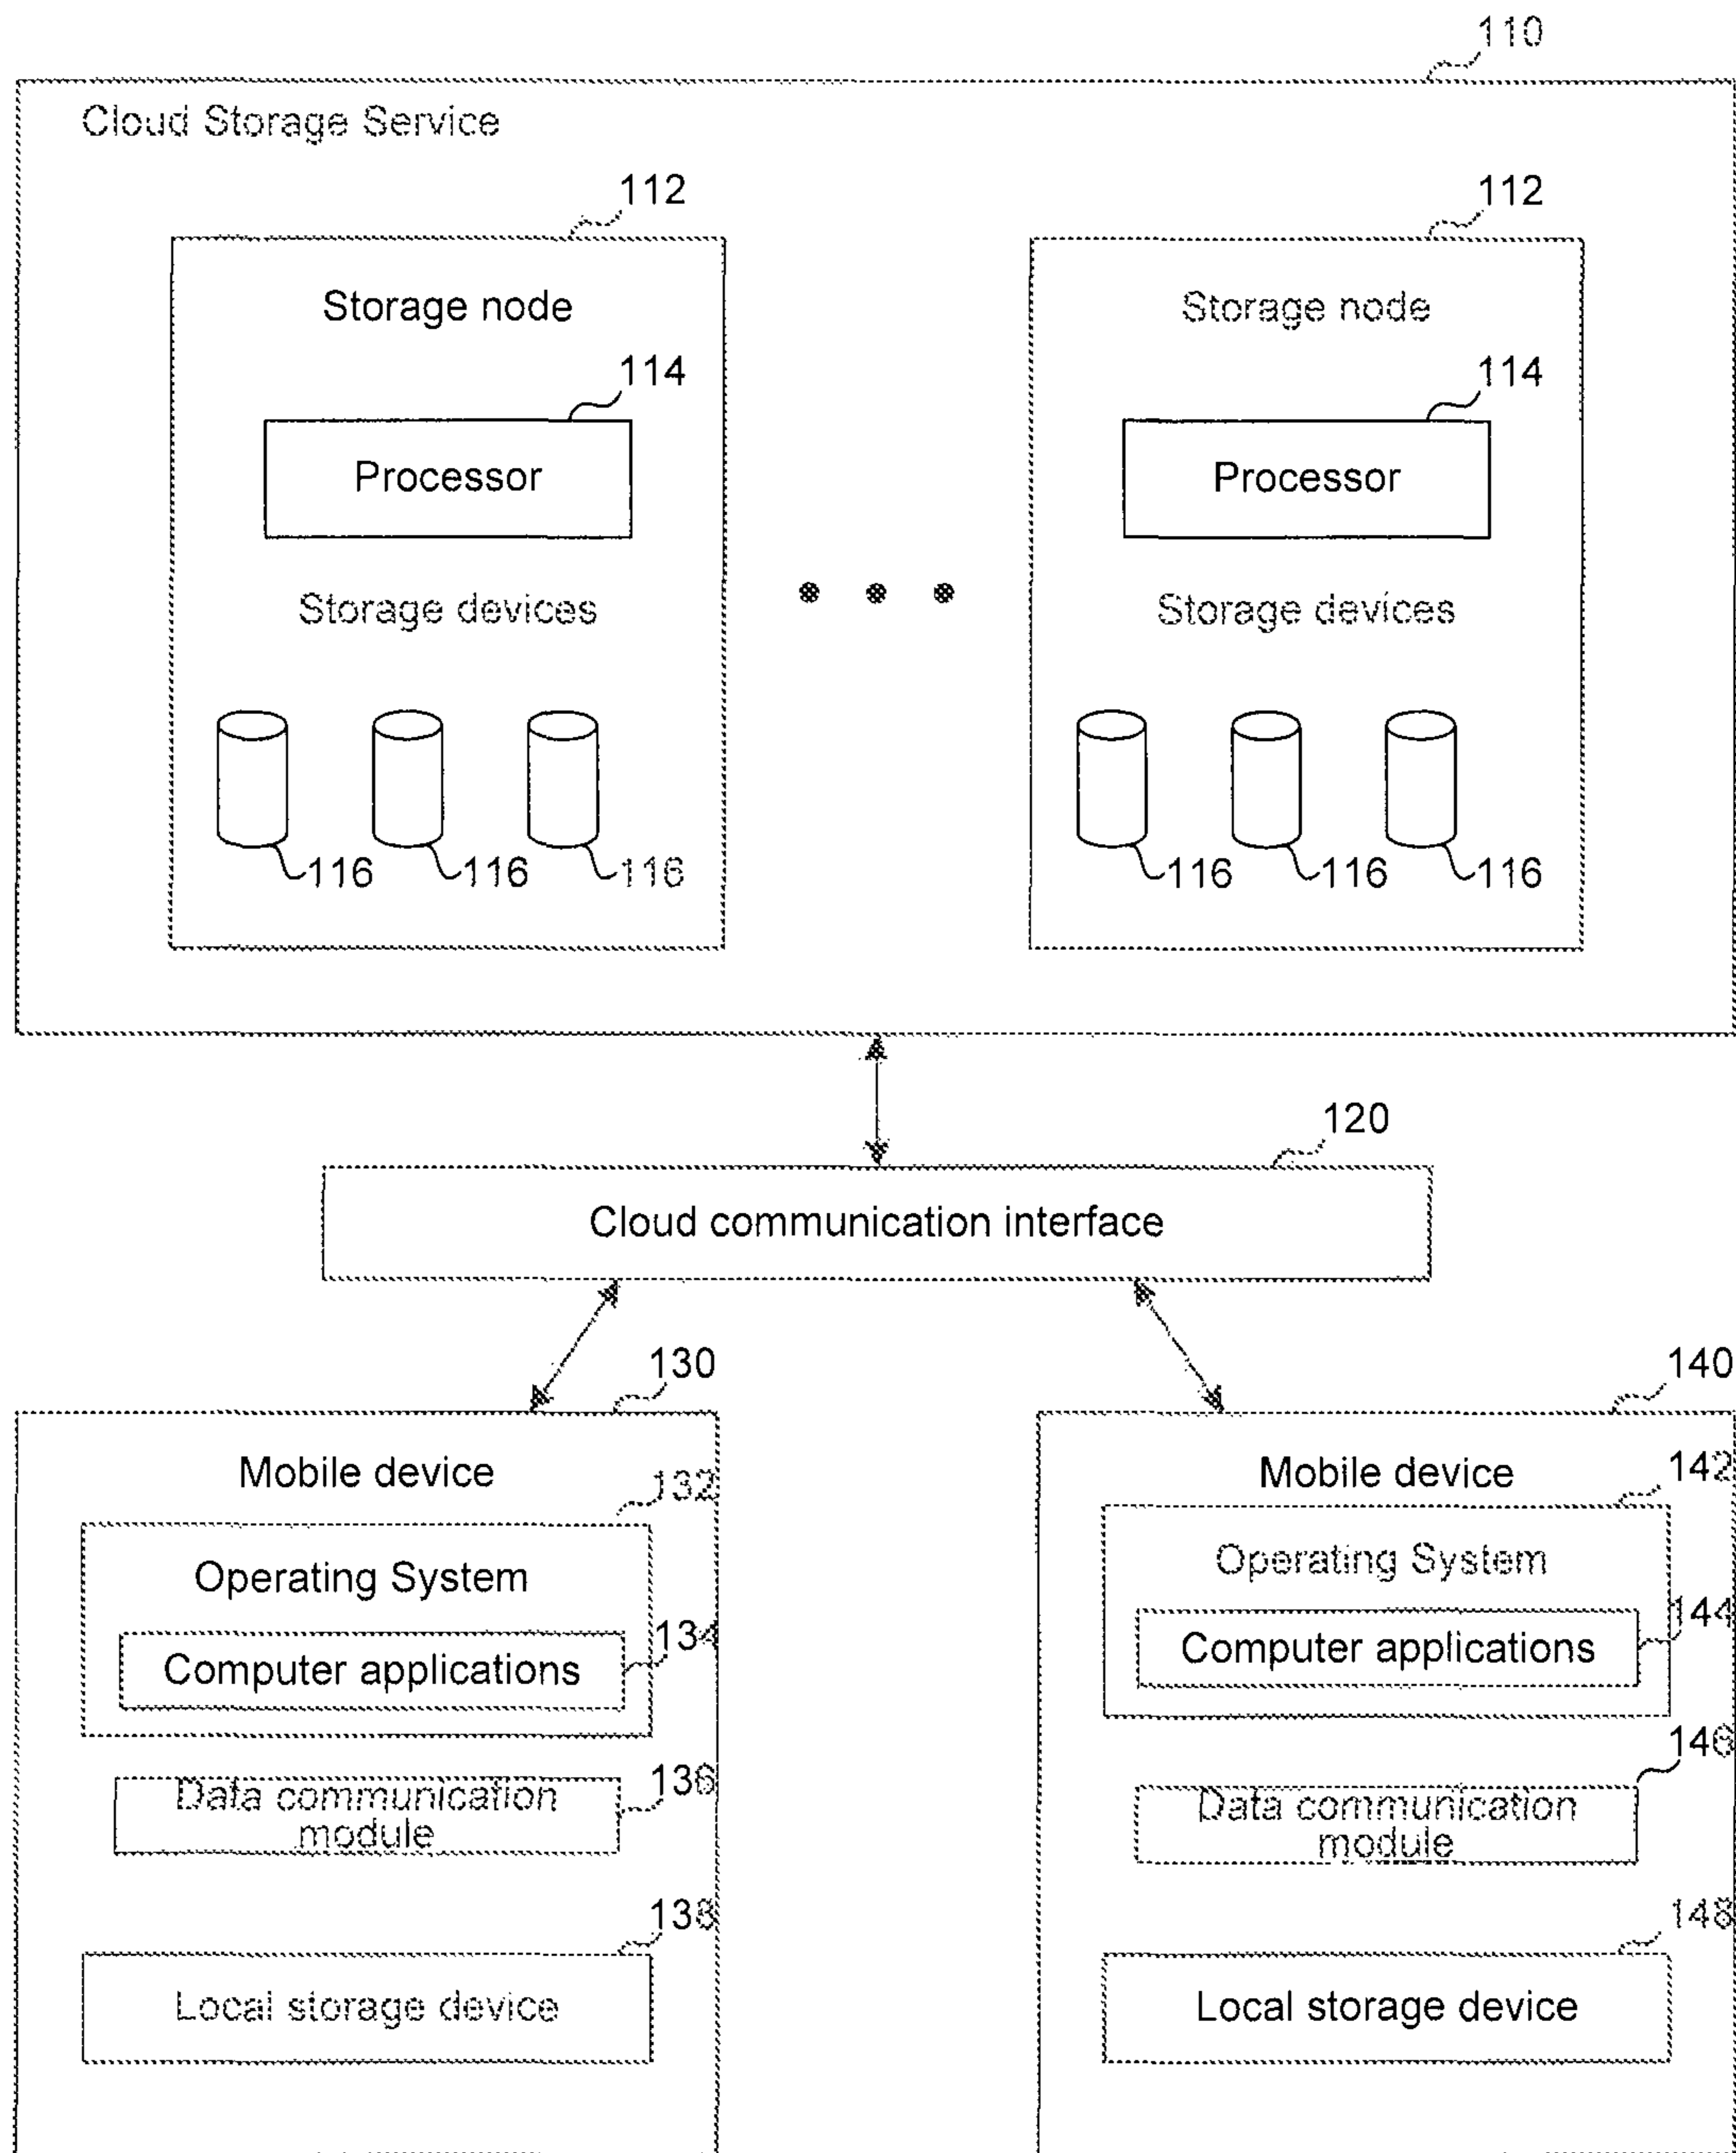 110
Cloud Storage Service
112
112
Storage node
Storage node
114
114
Processor
Processor
Storage devices
Storage devices
116
116
116
116
116
116
120
Cloud communication interface
130
140
Mobile device
Mobile device
132
142
Operating System
Operating System
134
144
Computer applications
Computer applications
136
146
Data communication
module
Data communication
module
138
148
Local storage device
Local storage device